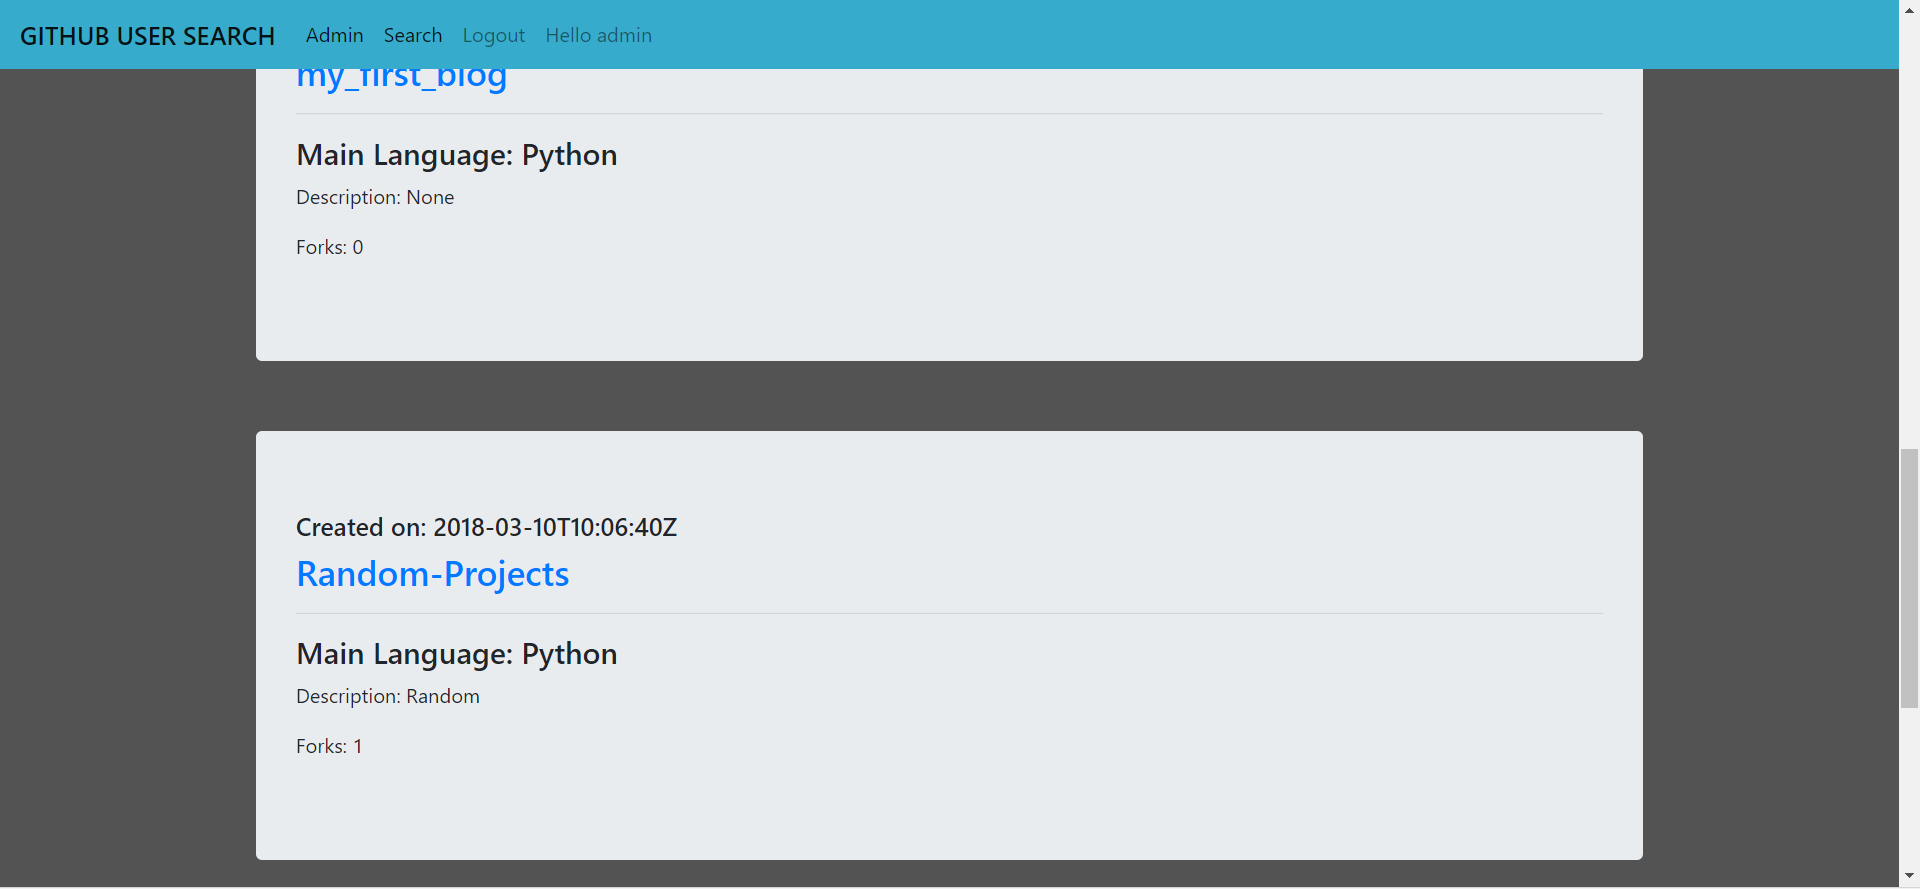 GITHUB USER SEARCH Admin Search Logout Hello admin
my_first_blog
Main Language: Python
Description: None
Forks: 0
Created on: 2018-03-10T10:06:40Z
Random-Projects
Main Language: Python
Description: Random
Forks: 1